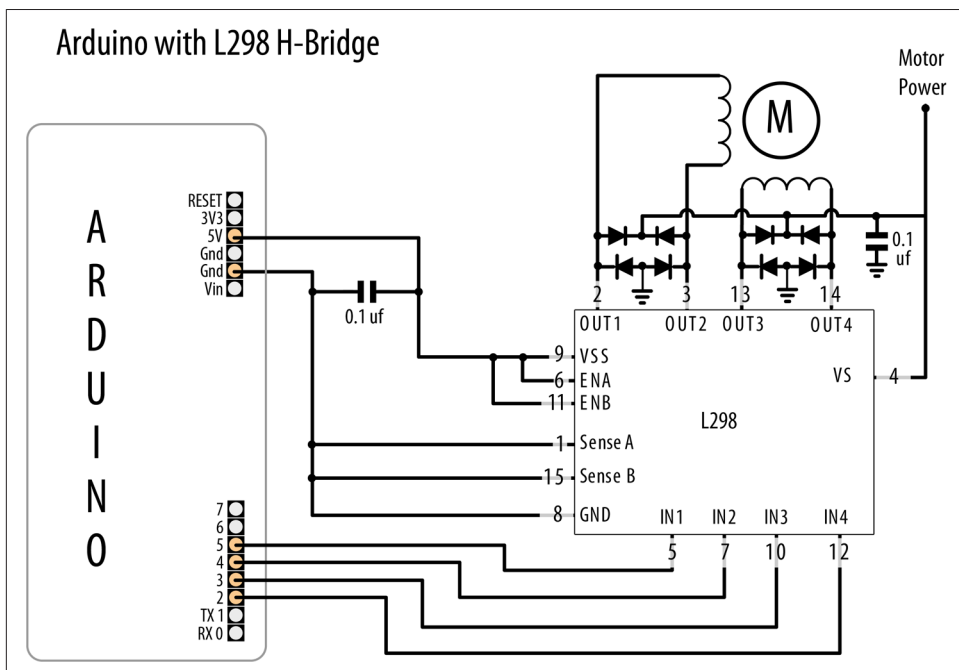 Arduino with L298 H-Bridge
Motor
Power
M
ARDUINO
RESET
3V3
5V
Gnd
Gnd
Vin
0.1 uf
0.1
uf
2
3
13
14
OUT1
OUT2
OUT3
OUT4
9 VSS
6 ENA
11 ENB
VS 4
L298
1 Sense A
15 Sense B
8 GND
IN1
IN2
IN3
IN4
5
7
10
12
7
6
5
4
3
2
TX 1
RX 0